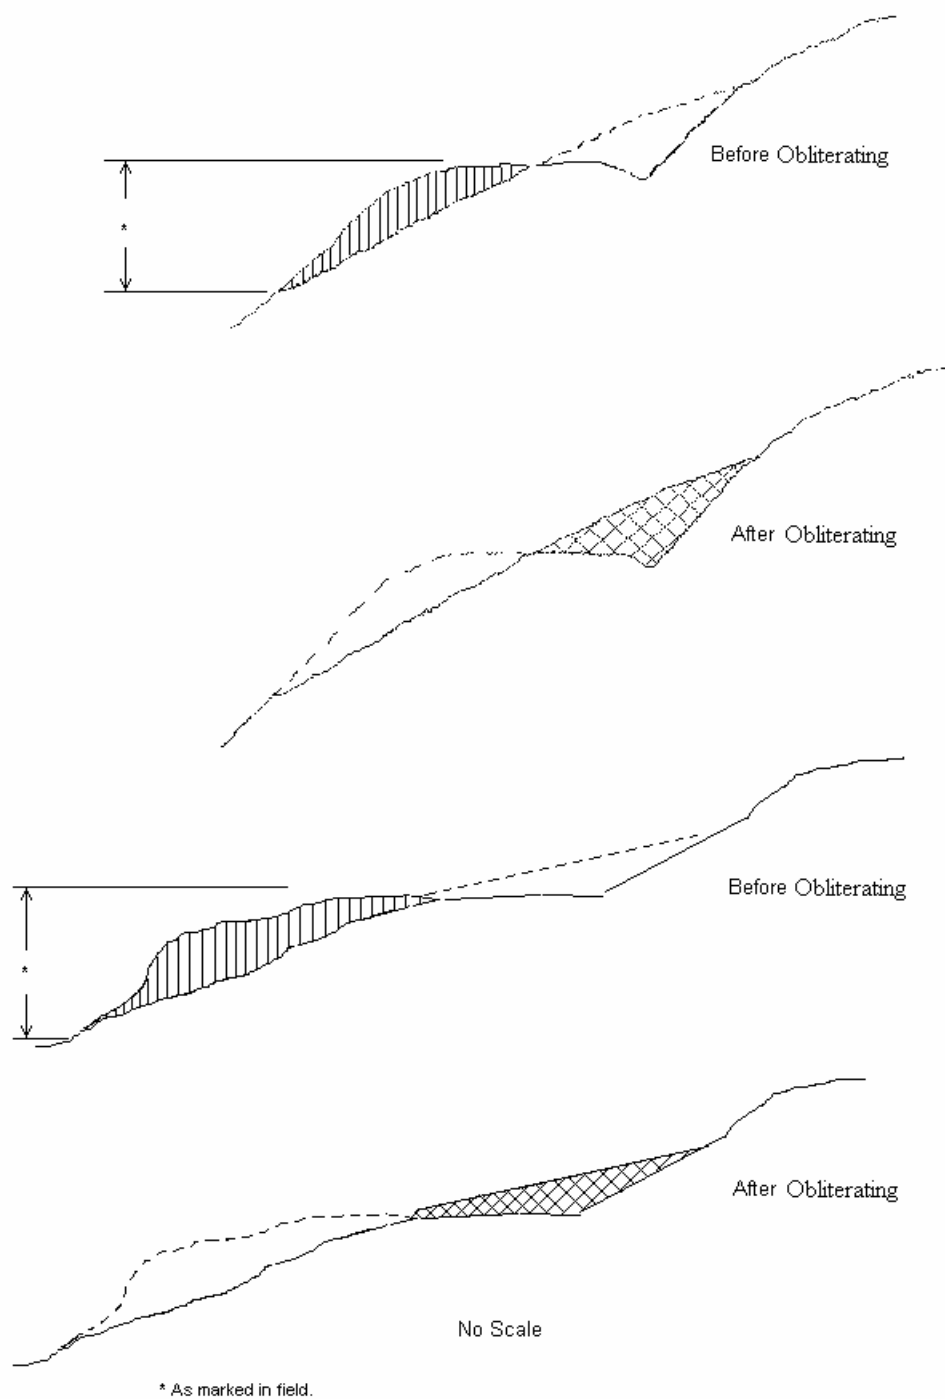 Before Obliterating
*
After Obliterating
Before Obliterating
*
After Obliterating
No Scale
* As marked in field.